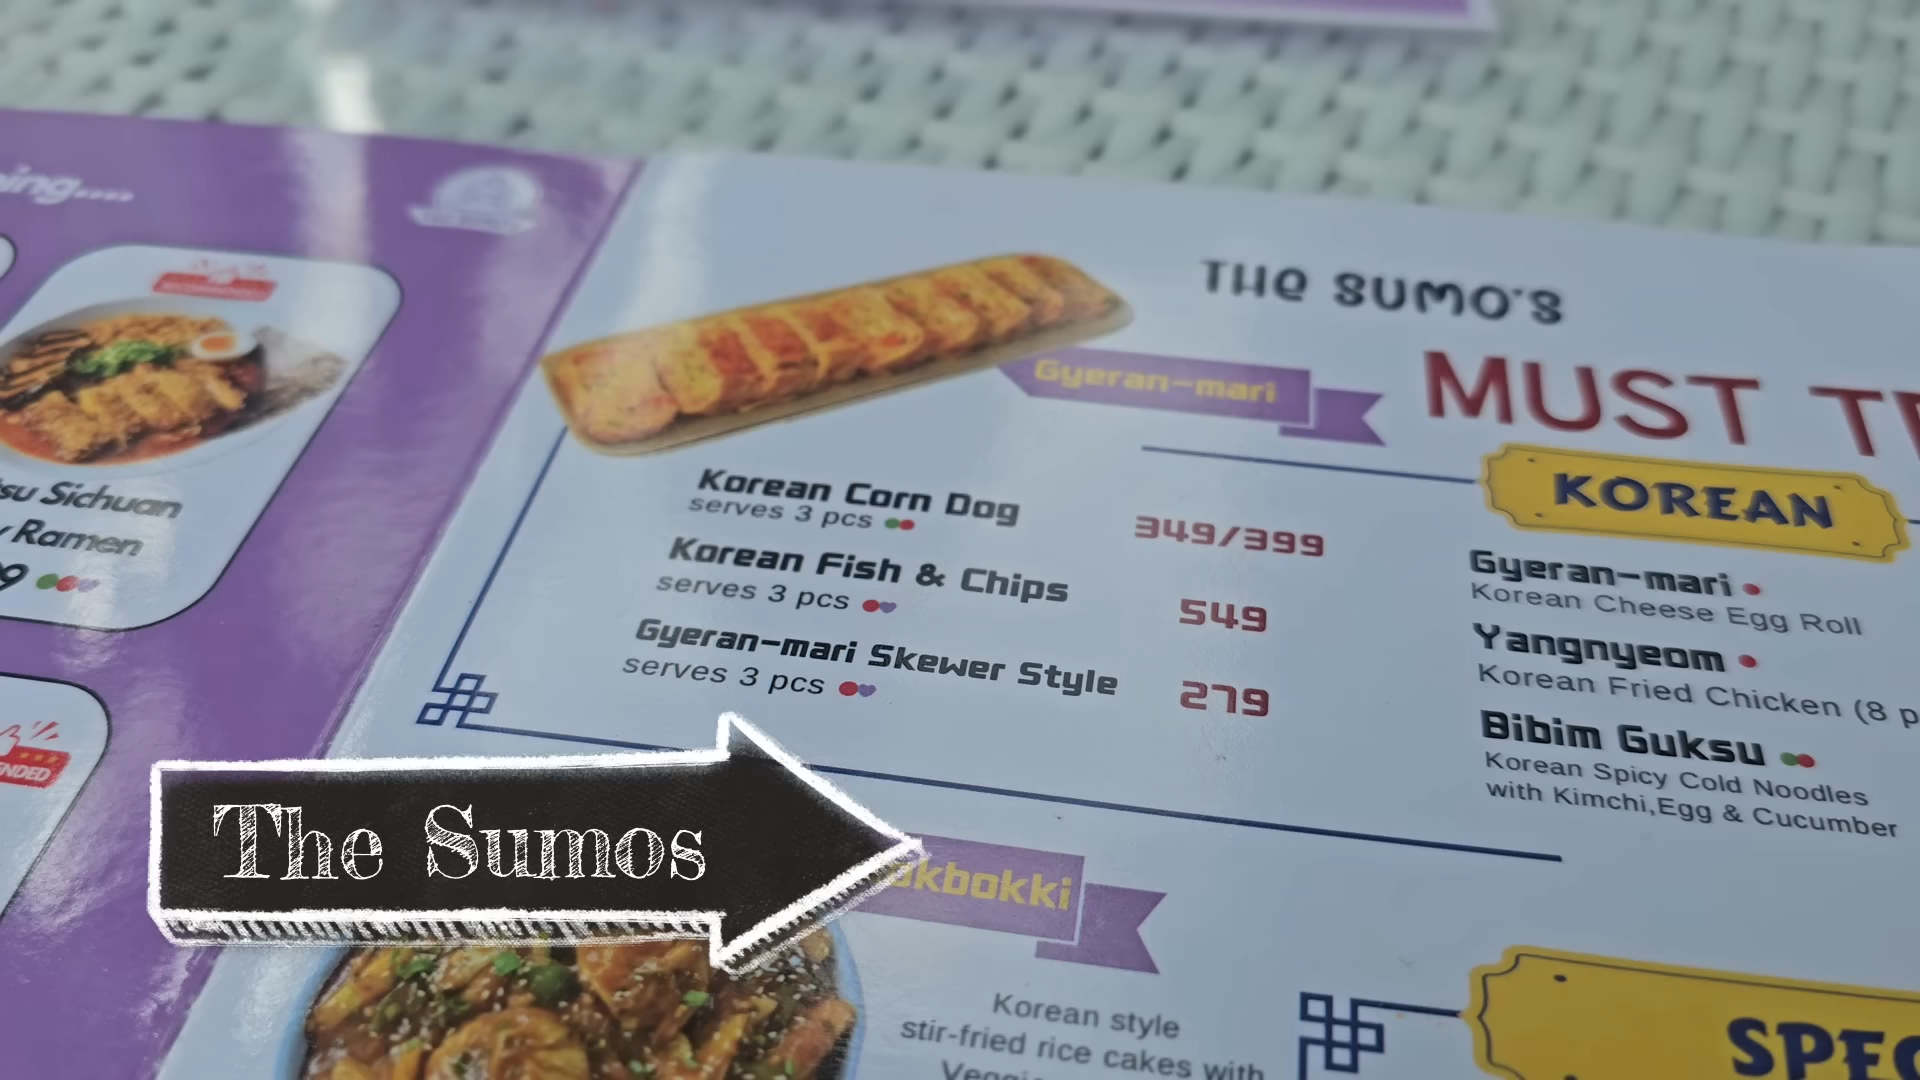 THE SUMO'S
MUST
Gyeran-mari
KOREAN
Korean Corn Dog
serves 3 pcs
349/399
Korean Fish & Chips
serves 3 pcs
549
Gyeran-mari Skewer Style
serves 3 pcs
279
Gyeran-mari
Korean Cheese Egg Roll
Yangnyeom
Korean Fried Chicken (8
Bibim Guksu
Korean Spicy Cold Noodles
with Kimchi,Egg & Cucumber
Sichuan
Ramen
The Sumos
Korean style
stir-fried rice cakes with